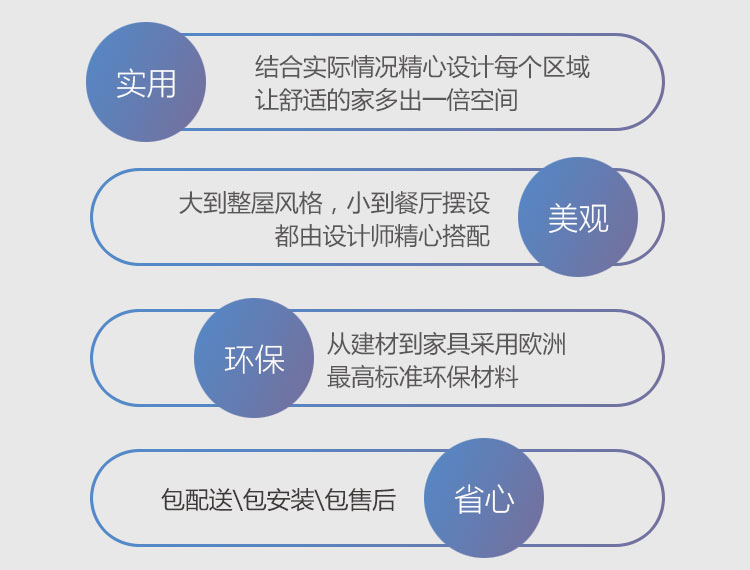 实用
结合实际情况精心设计每个区域
让舒适的家多出一倍空间
大到整屋风格，小到餐厅摆设
都由设计师精心搭配
美观
环保
从建材到家具采用欧洲
最高标准环保材料
包配送\包安装\包售后
省心